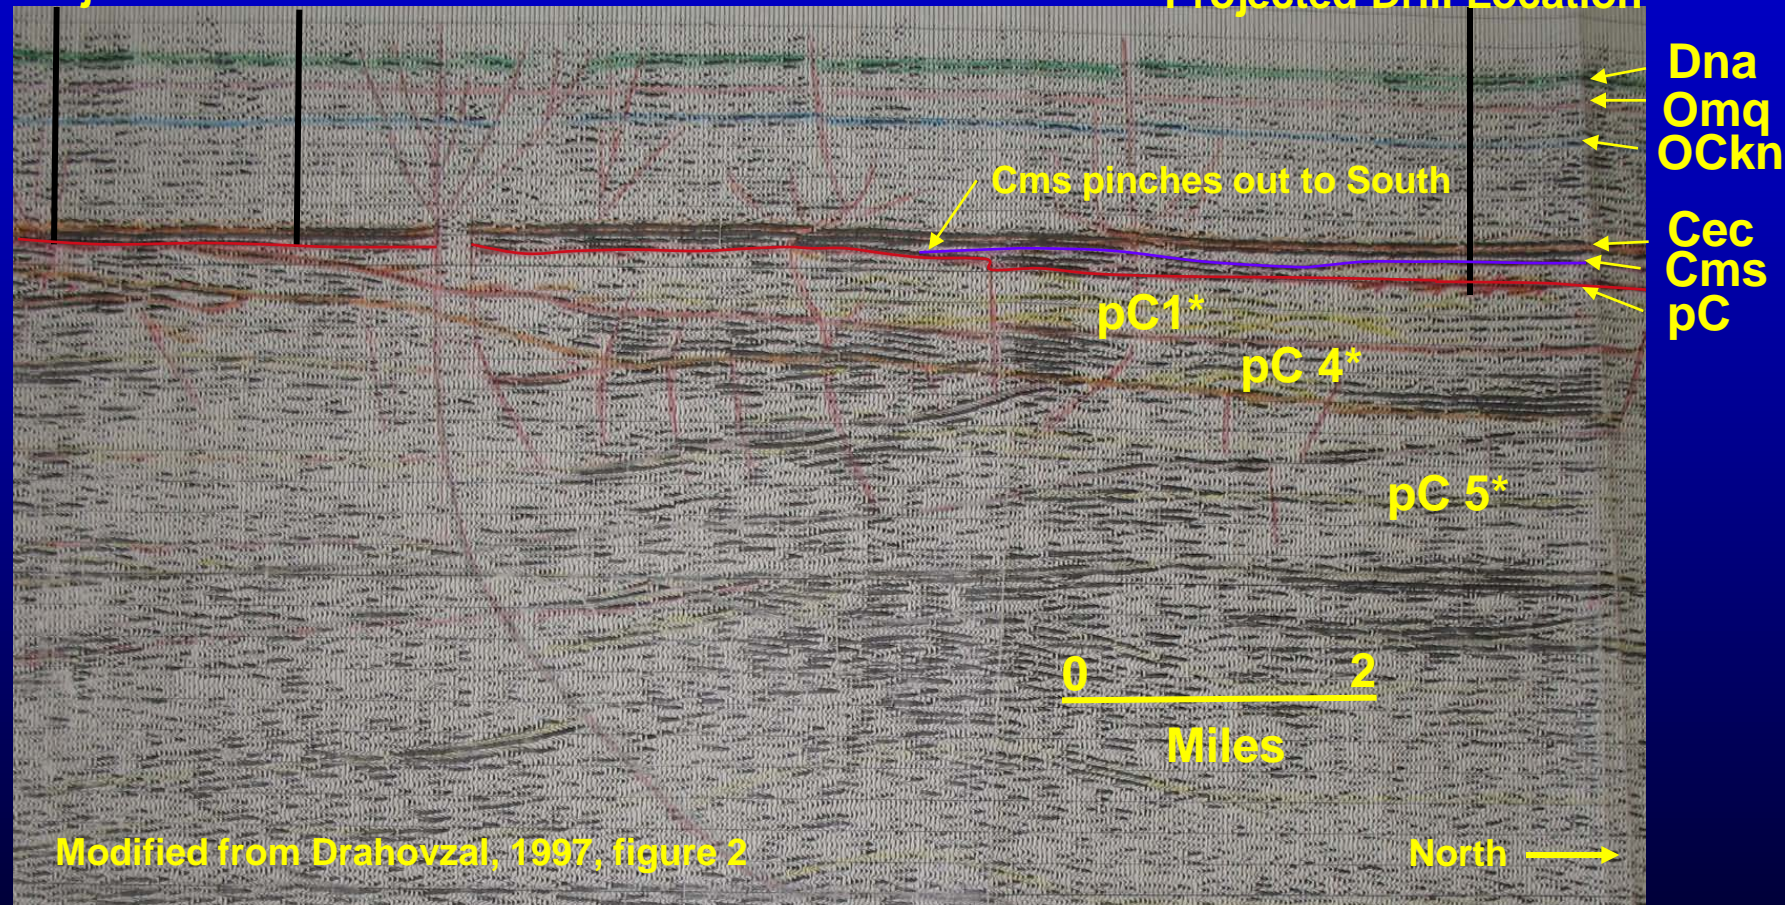 Projected Drill Location
Dna
Omq
OCkn
Cms pinches out to South
Cec
Cms
pC
pC1*
pC 4*
pC 5*
0 2
Miles
Modified from Drahovzal, 1997, figure 2
North